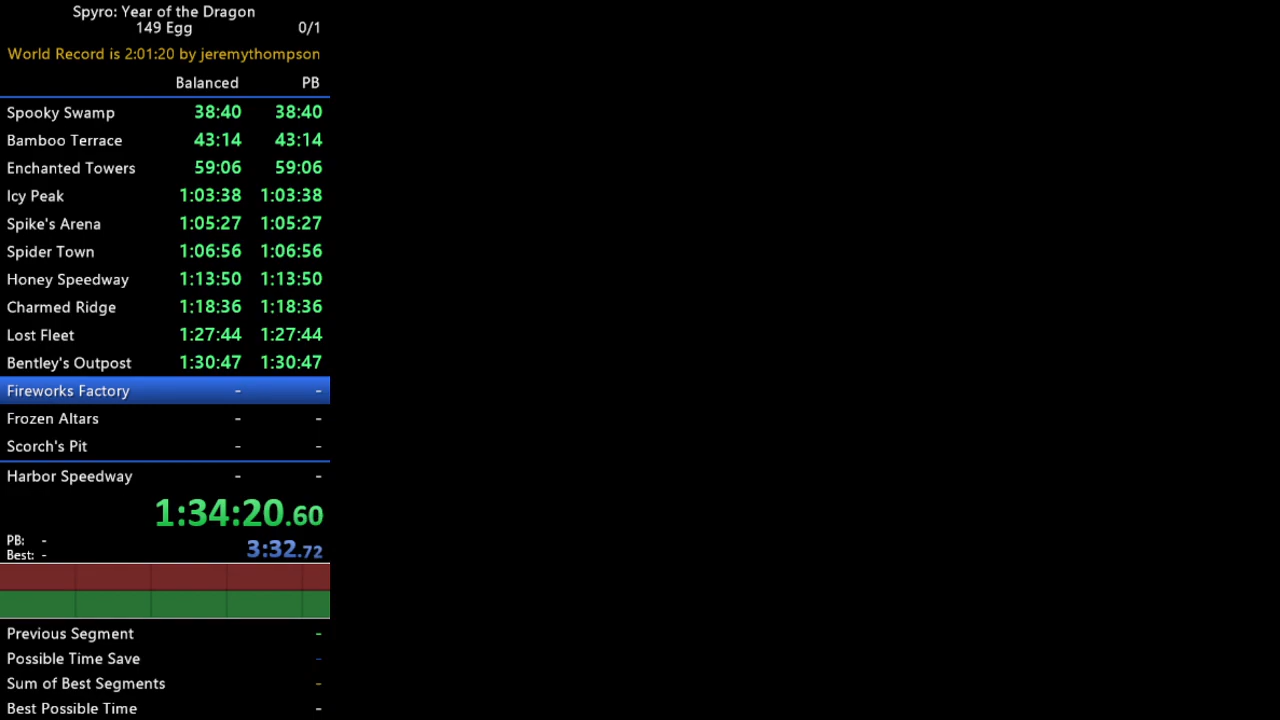 Spyro: Year of the Dragon
149 Egg 0/1
World Record is 2:01:20 by jeremythompson
Balanced PB
Spooky Swamp 38:40 38:40
Bamboo Terrace 43:14 43:14
Enchanted Towers 59:06 59:06
Icy Peak 1:03:38 1:03:38
Spike's Arena 1:05:27 1:05:27
Spider Town 1:06:56 1:06:56
Honey Speedway 1:13:50 1:13:50
Charmed Ridge 1:18:36 1:18:36
Lost Fleet 1:27:44 1:27:44
Bentley's Outpost 1:30:47 1:30:47
Fireworks Factory - -
Frozen Altars - -
Scorch's Pit - -
Harbor Speedway - -
1:34:20.60
PB: -
Best: - 3:32.72
Previous Segment -
Possible Time Save -
Sum of Best Segments -
Best Possible Time -